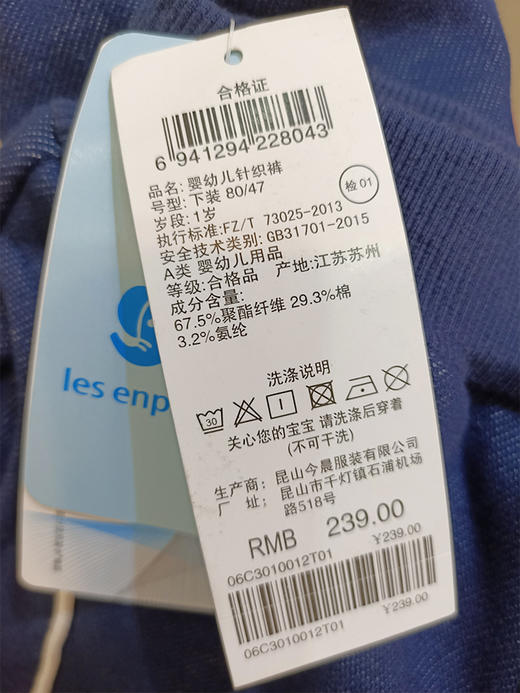 合格证
6 941294 228043
品名: 婴幼儿针织裤
号型: 下装 80/47
岁段: 1岁
检 01
执行标准:FZ/T 73025-2013
安全技术类别: GB31701-2015
A类 婴幼儿用品
等级: 合格品 产地:江苏苏州
成分含量:
67.5%聚酯纤维 29.3%棉
3.2%氨纶
洗涤说明
30
关心您的宝宝 请洗涤后穿着
(不可干洗)
生产商: 昆山今晨服装有限公司
厂 址: 昆山市千灯镇石浦机场
路518号
RMB 239.00
06C3010012T01 ¥239.00
06C3010012T01 ¥239.00
les enp